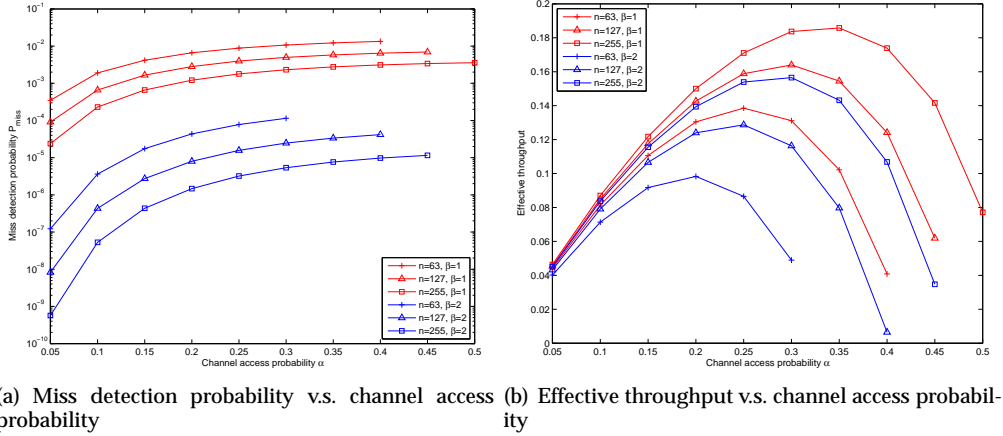 10⁰
10⁻¹
10⁻²
10⁻³
10⁻⁴
10⁻⁵
10⁻⁶
10⁻⁷
10⁻⁸
10⁻⁹
10⁻¹⁰
Miss detection probability P_miss
0.05 0.1 0.15 0.2 0.25 0.3 0.35 0.4 0.45 0.5
Channel access probability α
n=63, β=1
n=127, β=1
n=255, β=1
n=63, β=2
n=127, β=2
n=255, β=2
(a) Miss detection probability v.s. channel access
probability
0.2
0.18
0.16
0.14
0.12
0.1
0.08
0.06
0.04
0.02
0
Effective throughput
n=63, β=1
n=127, β=1
n=255, β=1
n=63, β=2
n=127, β=2
n=255, β=2
0.05 0.1 0.15 0.2 0.25 0.3 0.35 0.4 0.45 0.5
Channel access probability α
(b) Effective throughput v.s. channel access probabil-
ity